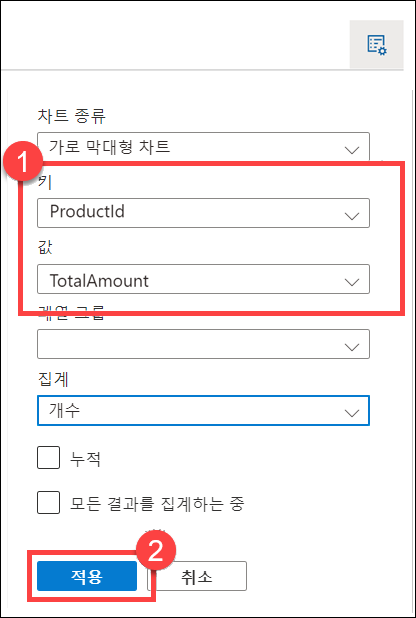 차트 종류
가로 막대형 차트
1
키
ProductId
값
TotalAmount
계열 그룹
집계
개수
누적
모든 결과를 집계하는 중
2
적용
취소